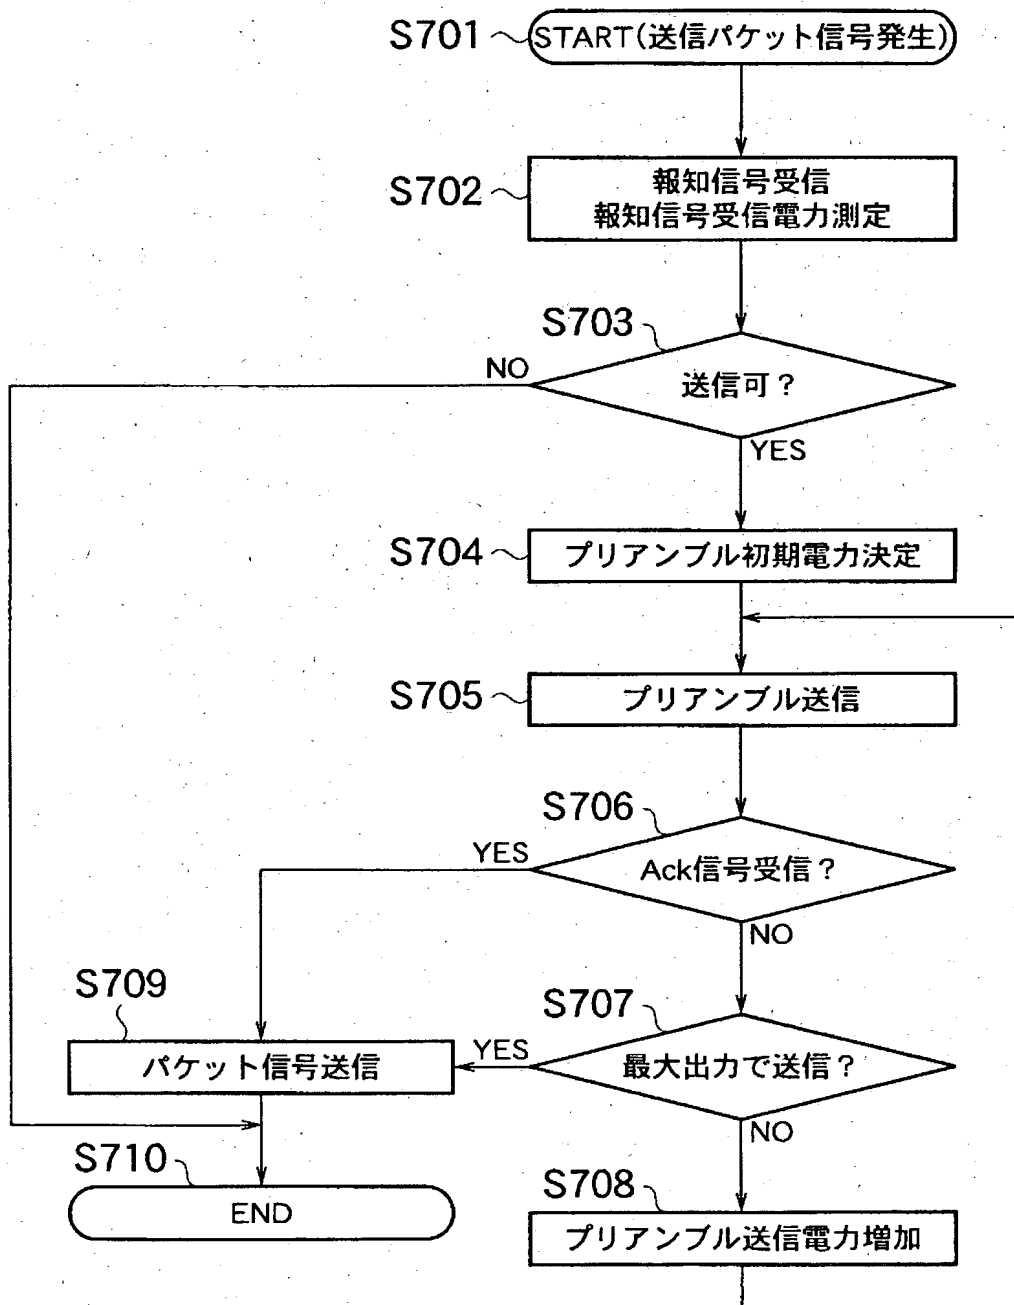 S701
START(送信パケット信号発生)
S702
報知信号受信
報知信号受信電力測定
S703
NO
送信可?
YES
S704
プリアンブル初期電力決定
S705
プリアンブル送信
S706
YES
Ack信号受信?
NO
S709
S707
パケット信号送信
YES
最大出力で送信?
NO
S710
END
S708
プリアンブル送信電力増加